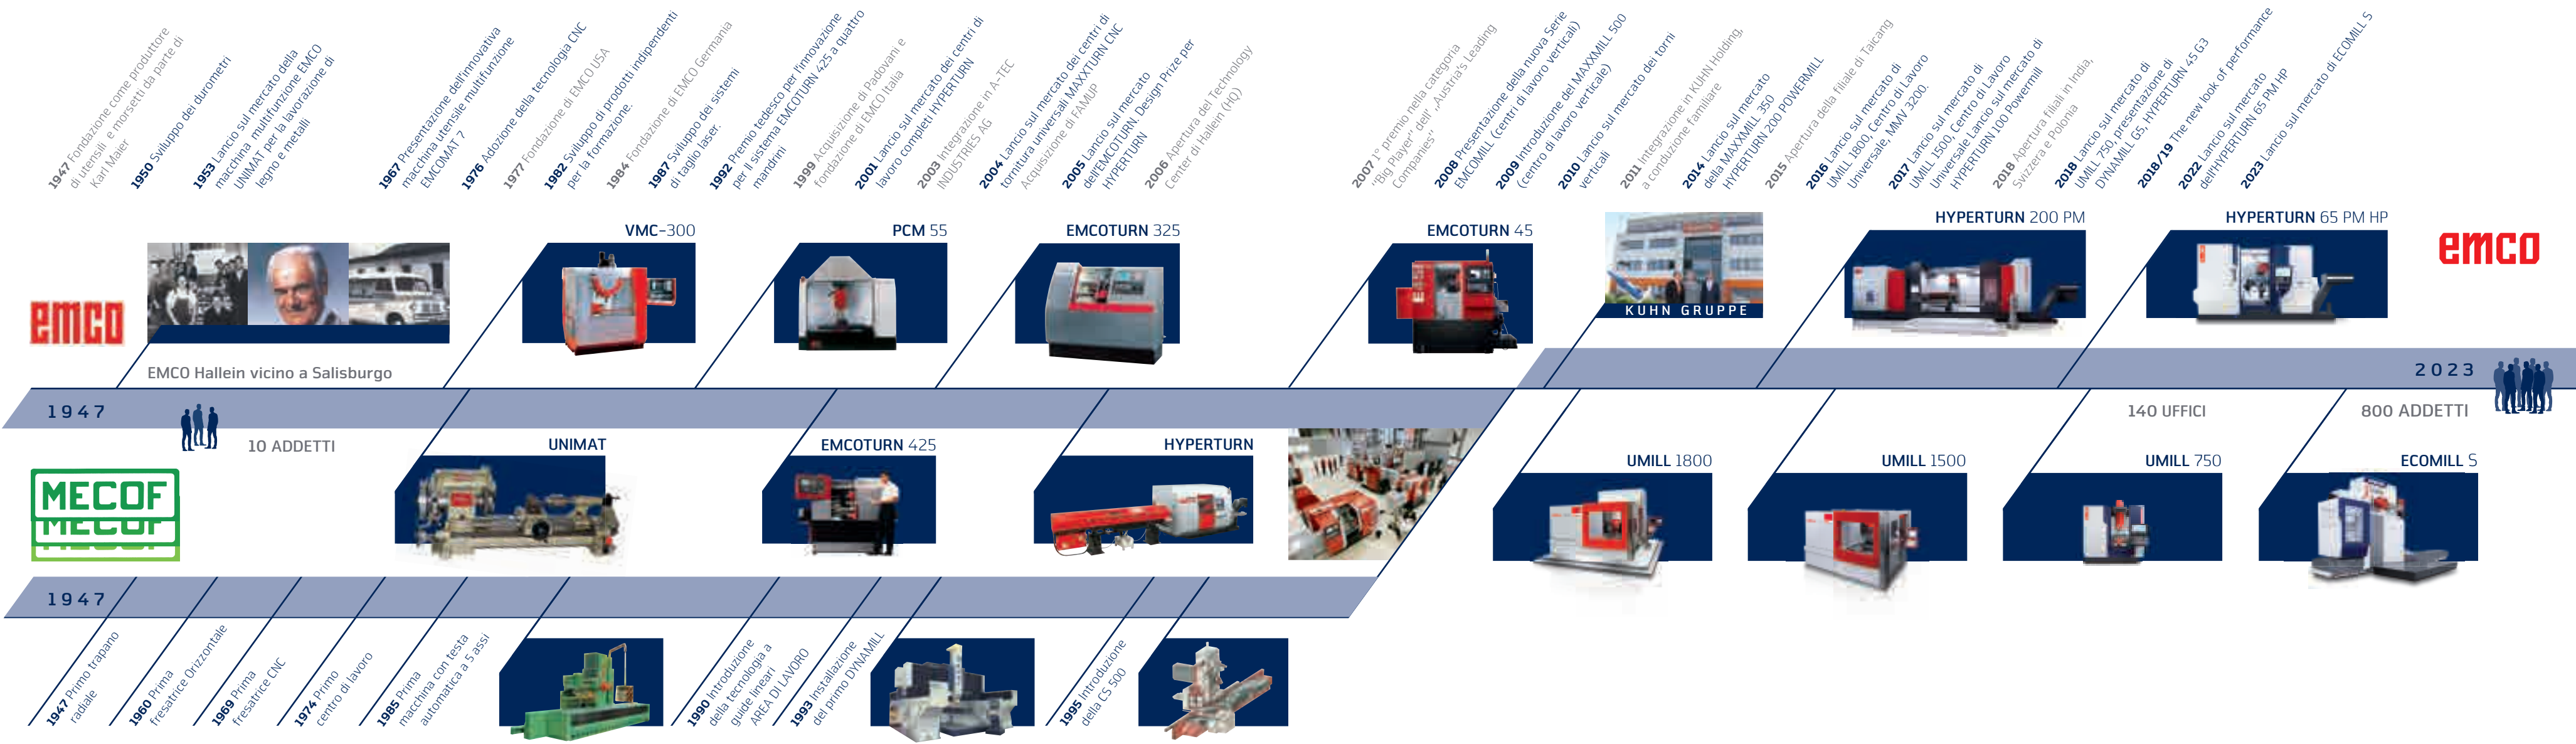 1947 Fondazione come produttore
di utensili e morsetti da parte di
Karl Maier
1950 Sviluppo dei durometri
1953 Lancio sul mercato della
macchina multifunzione EMCO
UNIMAT per la lavorazione di
legno e metalli
1967 Presentazione dell'innovativa
macchina utensile multifunzione
EMCOMAT 7
1976 Adozione della tecnologia CNC
1977 Fondazione di EMCO USA
1982 Sviluppo di prodotti indipendenti
per la formazione.
1984 Fondazione di EMCO Germania
1987 Sviluppo dei sistemi
di taglio laser.
1992 Premio tedesco per l'innovazione
per il sistema EMCOTURN 425 a quattro
mandrini
1999 Acquisizione di Padovani e
fondazione di EMCO Italia
2001 Lancio sul mercato dei centri di
lavoro completi HYPERTURN
2003 Integrazione in A-TEC
INDUSTRIES AG
2004 Lancio sul mercato dei centri di
tornitura universali MAXXTURN CNC
Acquisizione di FAMUP
2005 Lancio sul mercato
dell'EMCOTURN. Design Prize per
HYPERTURN
2006 Apertura del Technology
Center di Hallein (HQ)
2007 1° premio nella categoria
"Big Player" dell' „Austria's Leading
Companies"
2008 Presentazione della nuova Serie
EMCOMILL (centri di lavoro verticali)
2009 Introduzione del MAXXMILL 500
(centro di lavoro verticale)
2010 Lancio sul mercato dei torni
verticali
2011 Integrazione in KUHN Holding,
a conduzione familiare
2014 Lancio sul mercato
della MAXXMILL 350
HYPERTURN 200 POWERMILL
2015 Apertura della filiale di Taicang
2016 Lancio sul mercato di
UMILL 1800, Centro di Lavoro
Universale, MMV 3200.
2017 Lancio sul mercato di
UMILL 1500, Centro di Lavoro
Universale Lancio sul mercato di
HYPERTURN 100 Powermill
2018 Apertura filiali in India,
Svizzera e Polonia
2018 Lancio sul mercato di
UMILL 750, presentazione di
DYNAMILL G5, HYPERTURN 45 G3
2018/19 The new look of performance
2022 Lancio sul mercato
dell'HYPERTURN 65 PM HP
2023 Lancio sul mercato di ECOMILL S
VMC-300
PCM 55
EMCOTURN 325
EMCOTURN 45
KUHN GRUPPE
HYPERTURN 200 PM
HYPERTURN 65 PM HP
emco
emco
EMCO Hallein vicino a Salisburgo
2023
1947
10 ADDETTI
140 UFFICI
800 ADDETTI
UNIMAT
EMCOTURN 425
HYPERTURN
UMILL 1800
UMILL 1500
UMILL 750
ECOMILL S
MECOF
MECOF
1947
1947 Primo trapano
radiale
1960 Prima
fresatrice Orizzontale
1969 Prima
fresatrice CNC
1974 Primo
centro di lavoro
1985 Prima
macchina con testa
automatica a 5 assi
1990 Introduzione
della tecnologia a
guide lineari
AREA DI LAVORO
1993 Installazione
del primo DYNAMILL
1995 Introduzione
della CS 500